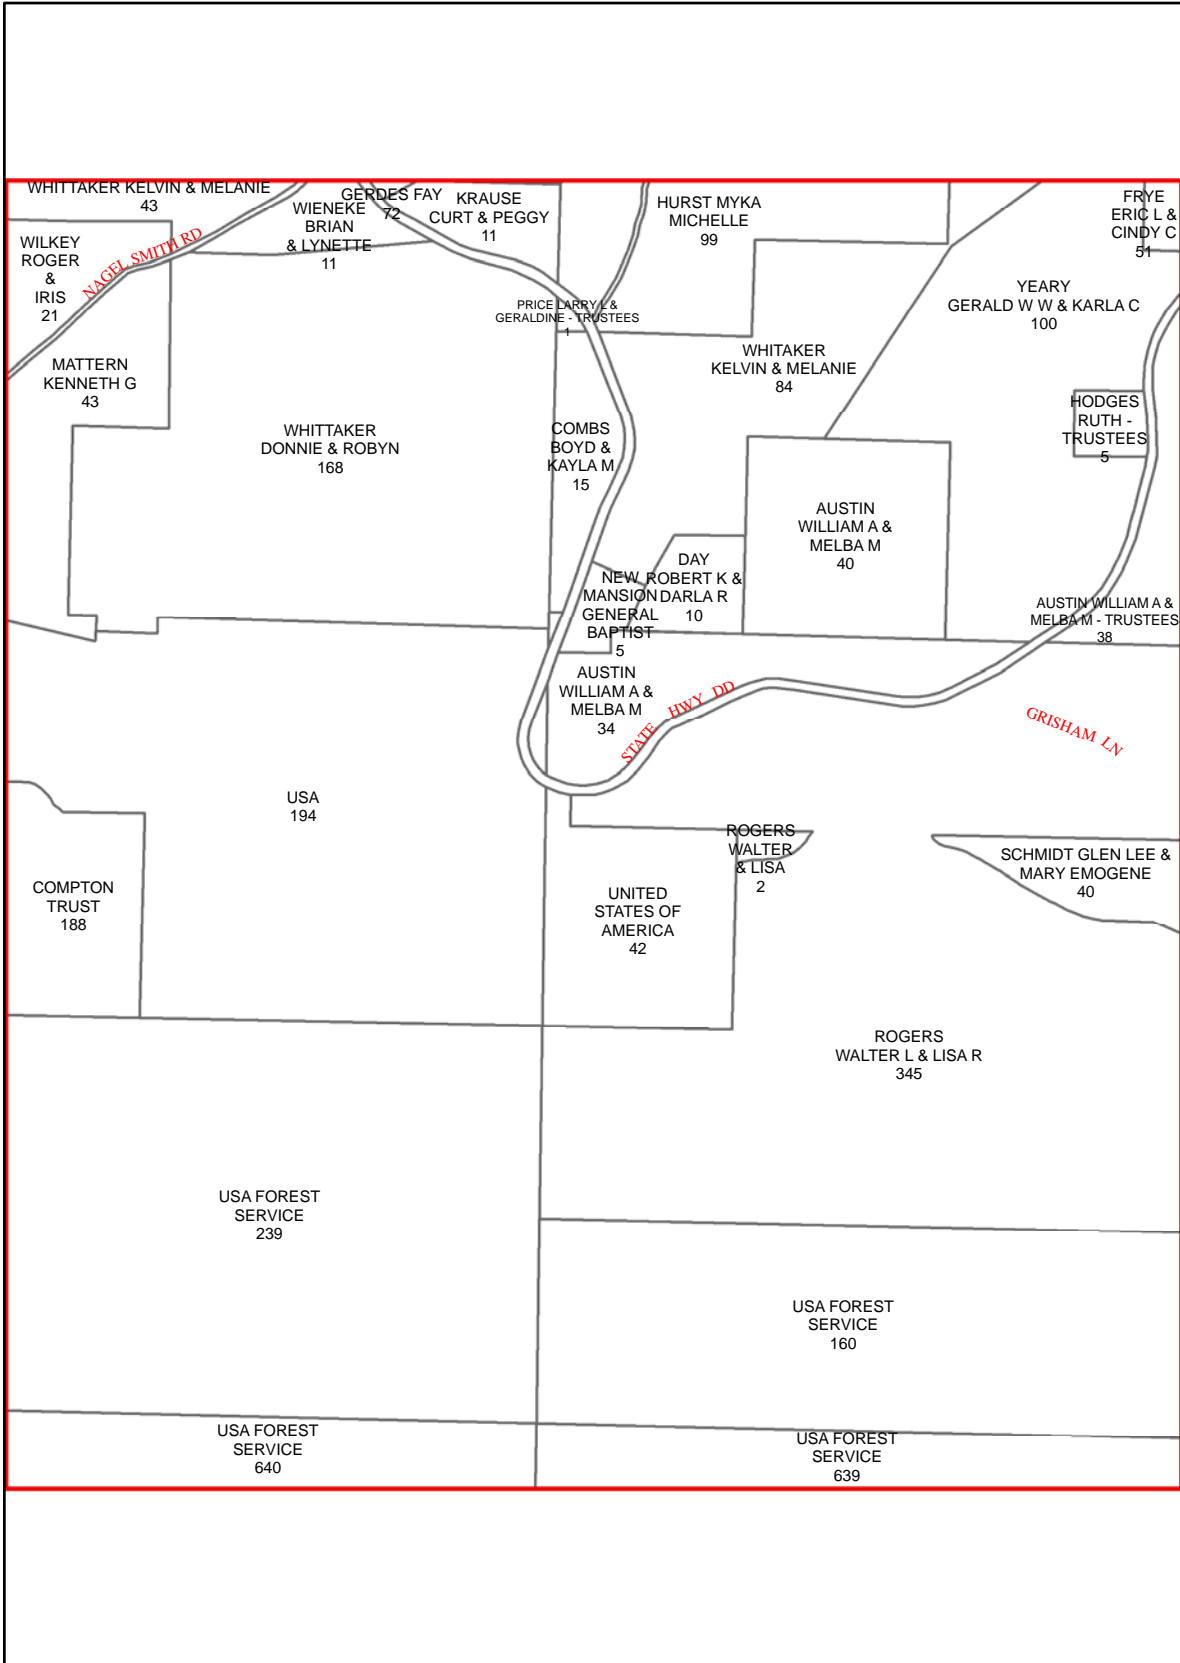 WHITTAKER KELVIN & MELANIE
43
WILKEY
ROGER
&
IRIS
21
NAGEL SMITH RD
WIENEKE
BRIAN
& LYNETTE
11
GERDES FAY
72
KRAUSE
CURT & PEGGY
11
HURST MYKA
MICHELLE
99
FRYE
ERIC L &
CINDY C
51
YEARY
GERALD W W & KARLA C
100
PRICE LARRY L &
GERALDINE - TRUSTEES
1
MATTERN
KENNETH G
43
WHITAKER
KELVIN & MELANIE
84
HODGES
RUTH -
TRUSTEES
5
WHITTAKER
DONNIE & ROBYN
168
COMBS
BOYD &
KAYLA M
15
AUSTIN
WILLIAM A &
MELBA M
40
NEW
MANSION
GENERAL
BAPTIST
5
DAY
ROBERT K &
DARLA R
10
AUSTIN WILLIAM A &
MELBA M - TRUSTEES
38
AUSTIN
WILLIAM A &
MELBA M
34
STATE HWY DD
GRISHAM LN
USA
194
ROGERS
WALTER
& LISA
2
SCHMIDT GLEN LEE &
MARY EMOGENE
40
COMPTON
TRUST
188
UNITED
STATES OF
AMERICA
42
ROGERS
WALTER L & LISA R
345
USA FOREST
SERVICE
239
USA FOREST
SERVICE
160
USA FOREST
SERVICE
640
USA FOREST
SERVICE
639